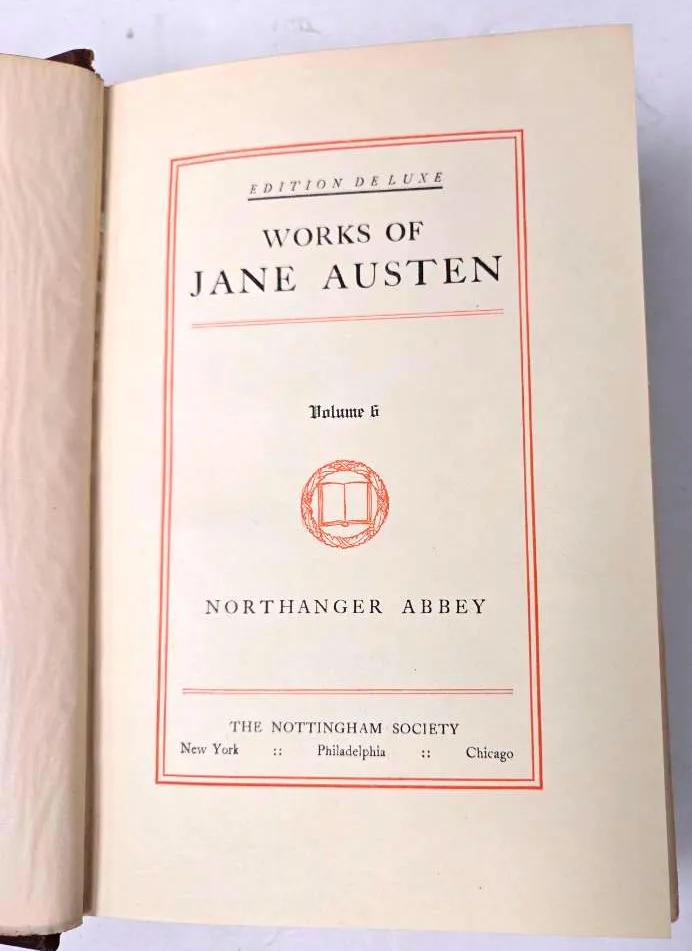 EDITION DE LUXE
WORKS OF
JANE AUSTEN
Volume 6
NORTHANGER ABBEY
THE NOTTINGHAM SOCIETY
New York :: Philadelphia :: Chicago